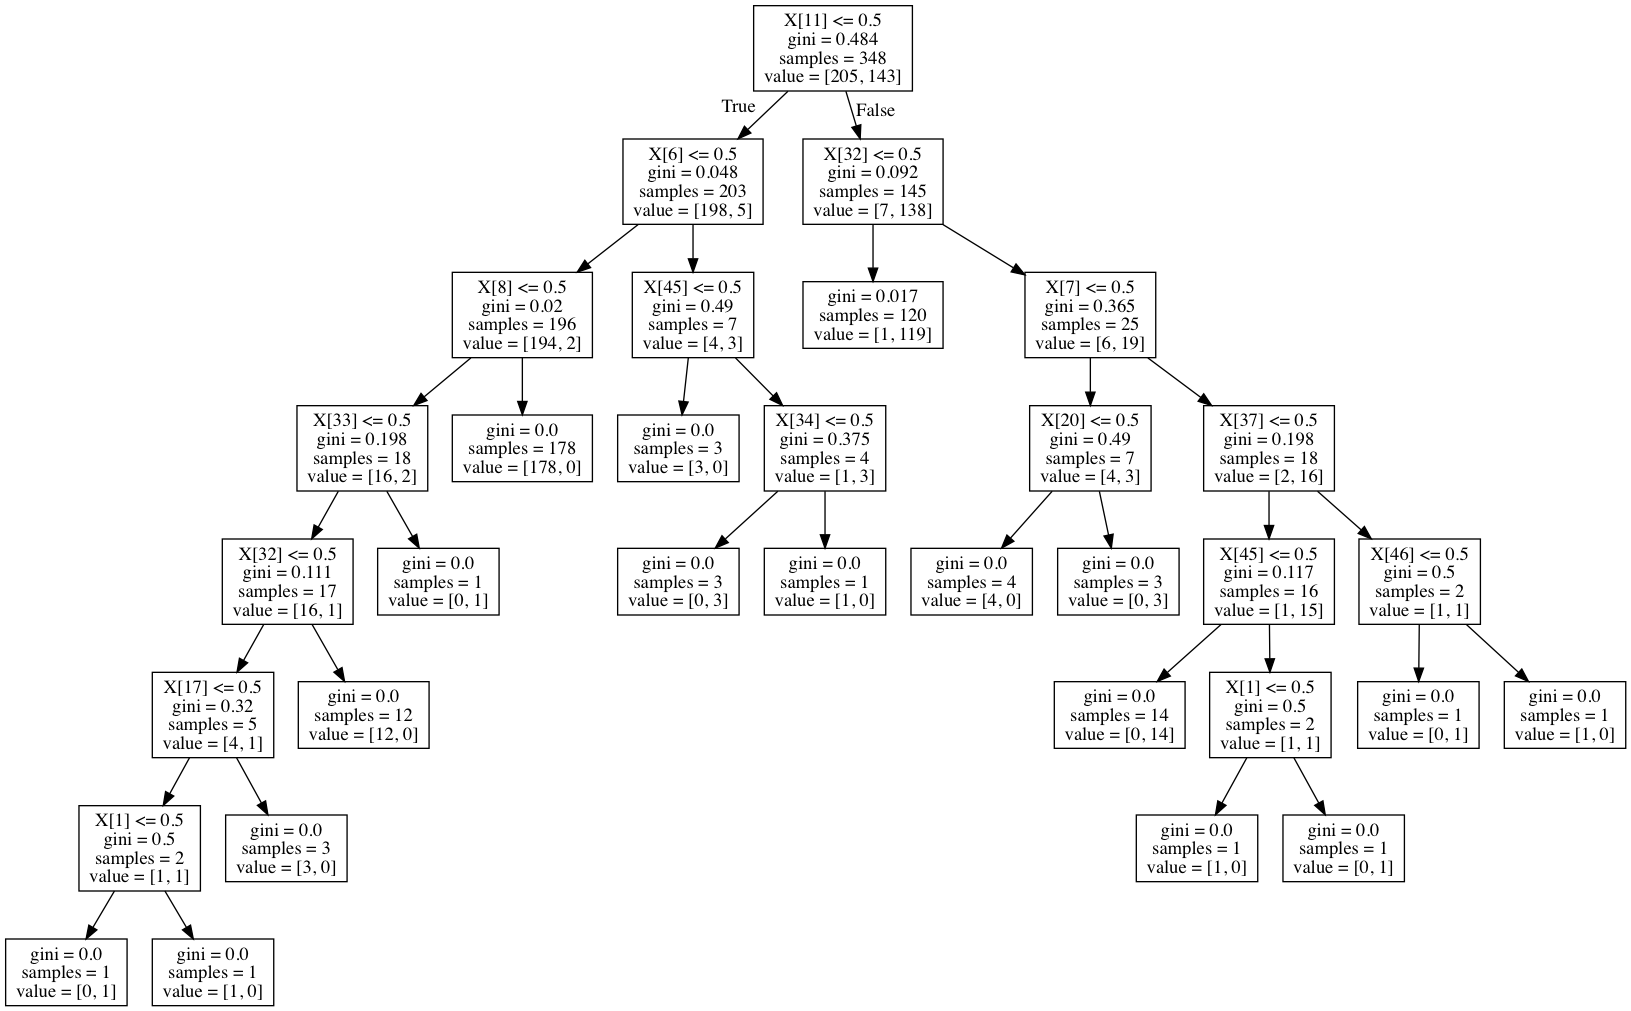 X[11] <= 0.5
gini = 0.484
samples = 348
value = [205, 143]
True
False
X[6] <= 0.5
gini = 0.048
samples = 203
value = [198, 5]
X[32] <= 0.5
gini = 0.092
samples = 145
value = [7, 138]
X[8] <= 0.5
gini = 0.02
samples = 196
value = [194, 2]
X[45] <= 0.5
gini = 0.49
samples = 7
value = [4, 3]
gini = 0.017
samples = 120
value = [1, 119]
X[7] <= 0.5
gini = 0.365
samples = 25
value = [6, 19]
X[33] <= 0.5
gini = 0.198
samples = 18
value = [16, 2]
gini = 0.0
samples = 178
value = [178, 0]
gini = 0.0
samples = 3
value = [3, 0]
X[34] <= 0.5
gini = 0.375
samples = 4
value = [1, 3]
X[20] <= 0.5
gini = 0.49
samples = 7
value = [4, 3]
X[37] <= 0.5
gini = 0.198
samples = 18
value = [2, 16]
X[32] <= 0.5
gini = 0.111
samples = 17
value = [16, 1]
gini = 0.0
samples = 1
value = [0, 1]
gini = 0.0
samples = 3
value = [0, 3]
gini = 0.0
samples = 1
value = [1, 0]
gini = 0.0
samples = 4
value = [4, 0]
gini = 0.0
samples = 3
value = [0, 3]
X[45] <= 0.5
gini = 0.117
samples = 16
value = [1, 15]
X[46] <= 0.5
gini = 0.5
samples = 2
value = [1, 1]
X[17] <= 0.5
gini = 0.32
samples = 5
value = [4, 1]
gini = 0.0
samples = 12
value = [12, 0]
gini = 0.0
samples = 14
value = [0, 14]
X[1] <= 0.5
gini = 0.5
samples = 2
value = [1, 1]
gini = 0.0
samples = 1
value = [0, 1]
gini = 0.0
samples = 1
value = [1, 0]
X[1] <= 0.5
gini = 0.5
samples = 2
value = [1, 1]
gini = 0.0
samples = 3
value = [3, 0]
gini = 0.0
samples = 1
value = [1, 0]
gini = 0.0
samples = 1
value = [0, 1]
gini = 0.0
samples = 1
value = [0, 1]
gini = 0.0
samples = 1
value = [1, 0]